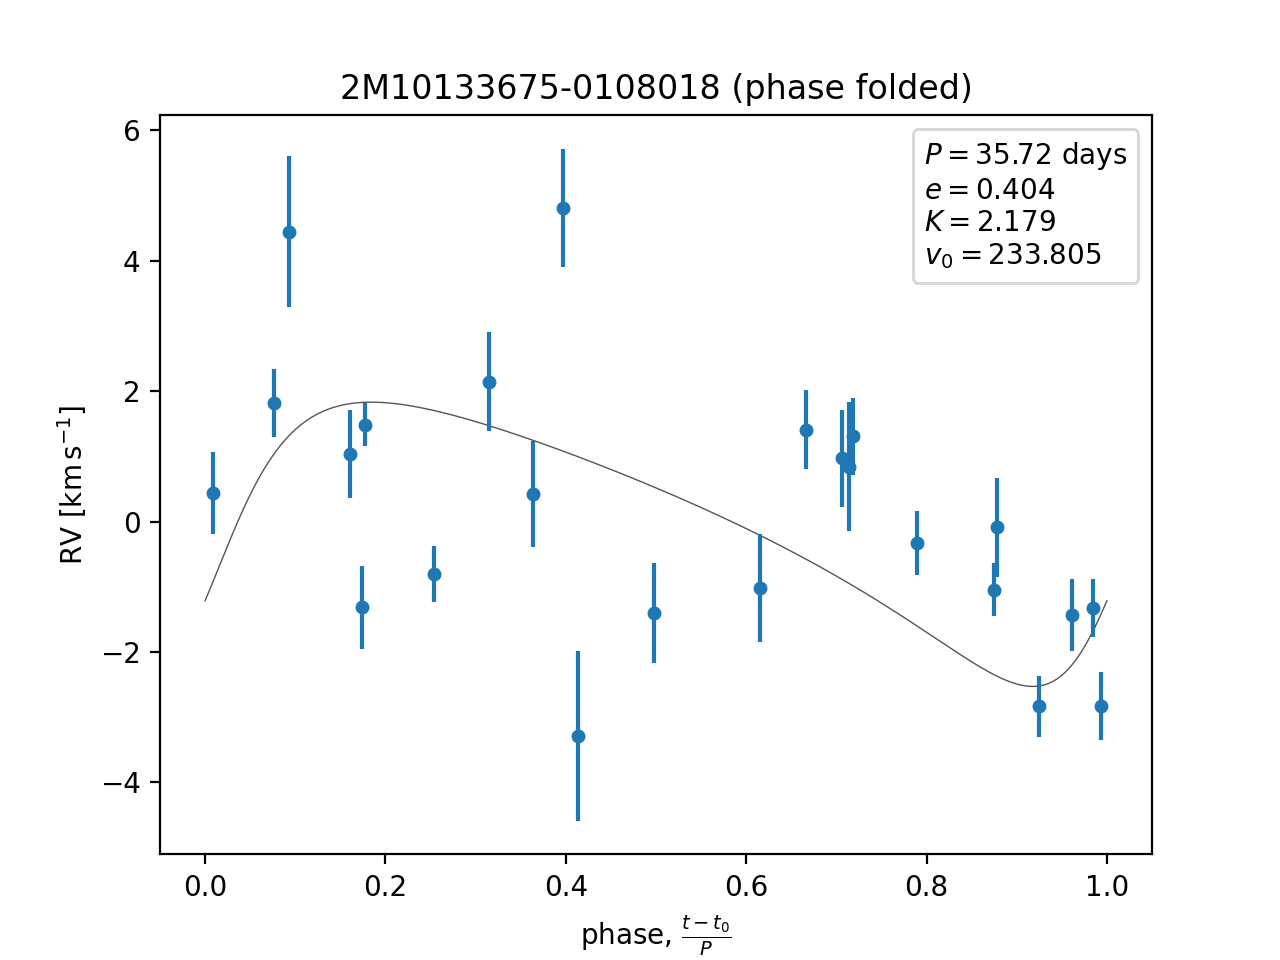 2M10133675-0108018 (phase folded)
P = 35.72 days
e = 0.404
K = 2.179
v₀ = 233.805
6
4
2
0
−2
−4
RV [km s⁻¹]
0.0 0.2 0.4 0.6 0.8 1.0
phase, (t − t₀)/P